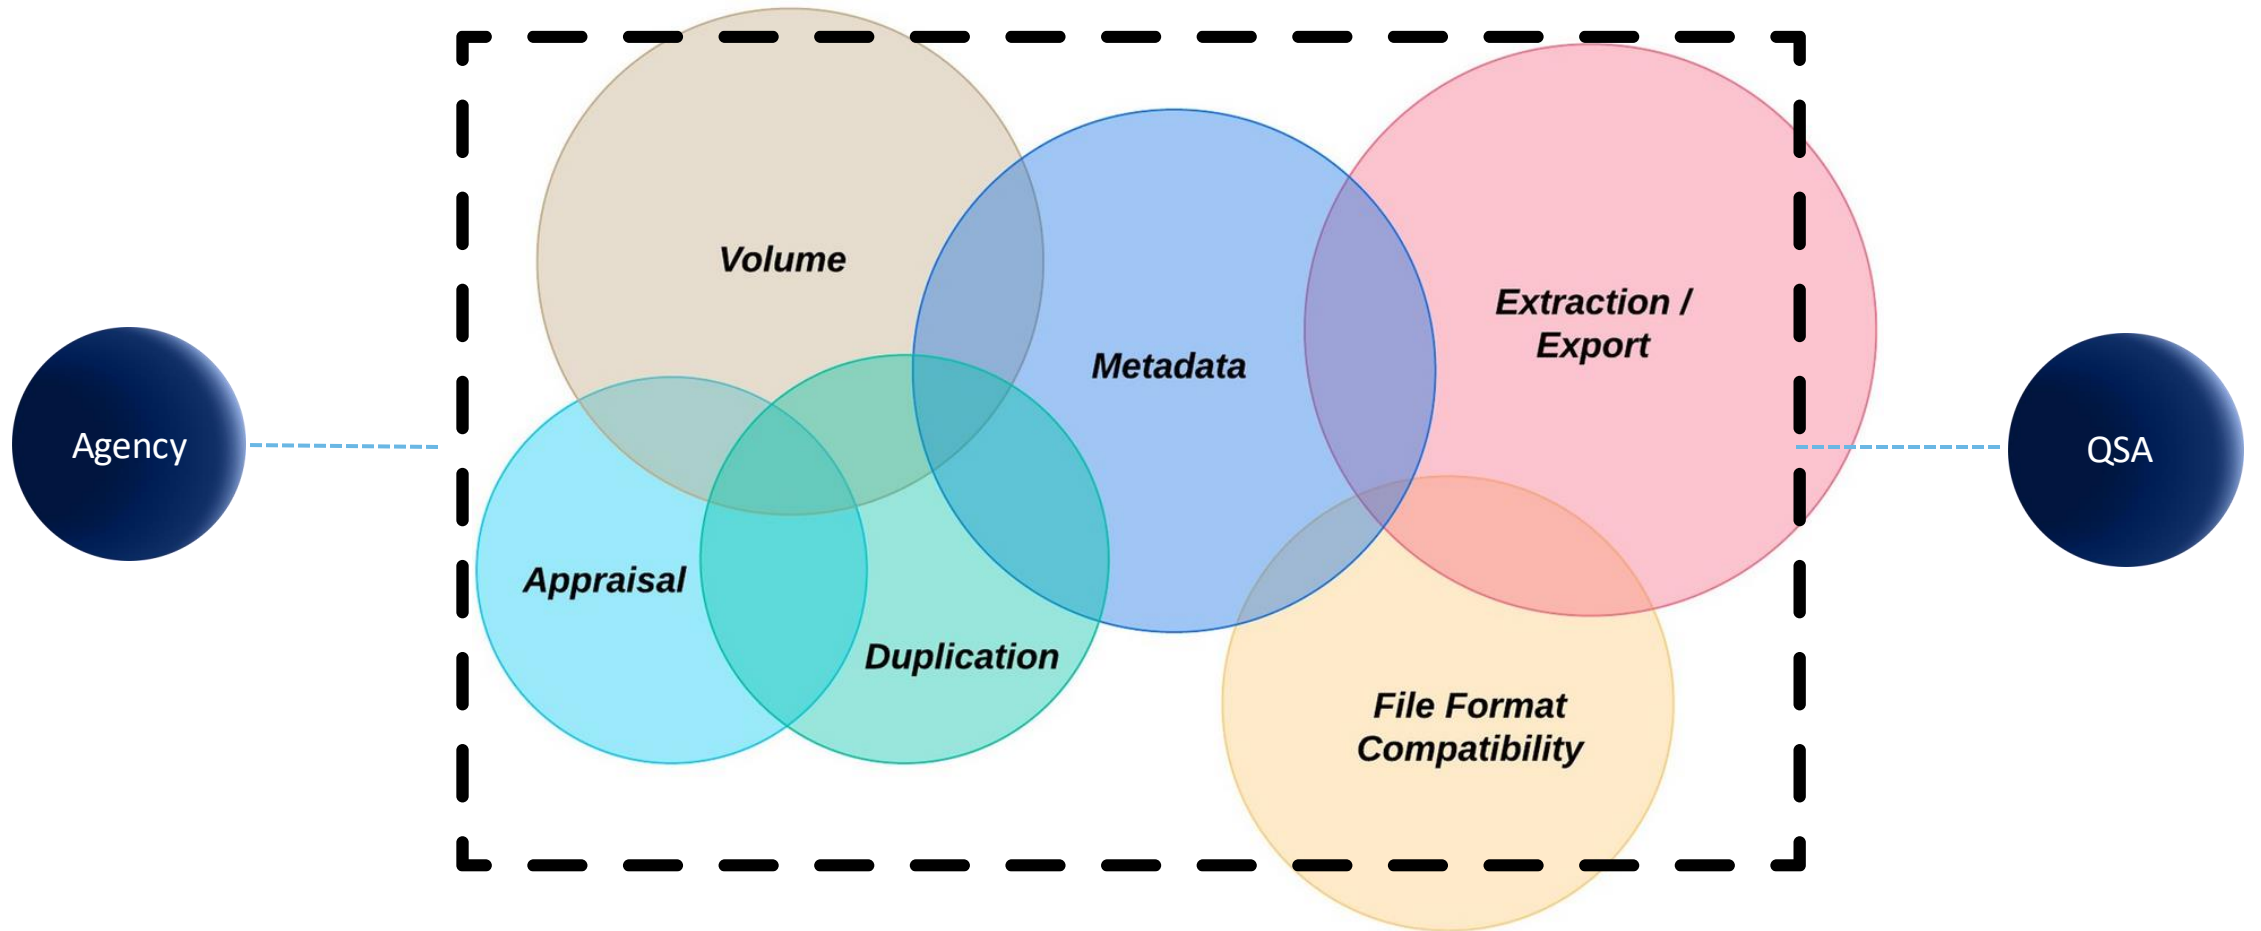 Volume
Extraction /
Export
Metadata
Agency
QSA
Appraisal
Duplication
File Format
Compatibility